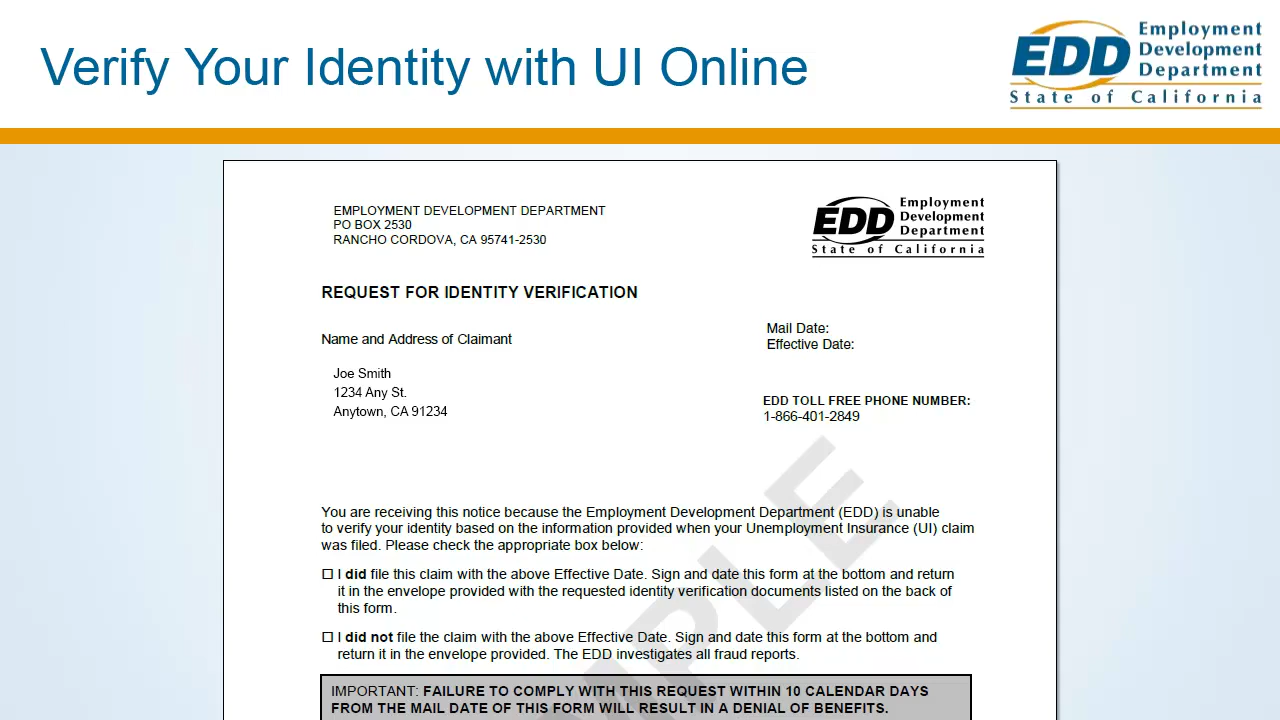 Verify Your Identity with UI Online
EDD Employment
Development
Department
State of California
EMPLOYMENT DEVELOPMENT DEPARTMENT
PO BOX 2530
RANCHO CORDOVA, CA 95741-2530
EDD Employment
Development
Department
State of California
REQUEST FOR IDENTITY VERIFICATION
Name and Address of Claimant
Mail Date:
Effective Date:
Joe Smith
1234 Any St.
Anytown, CA 91234
EDD TOLL FREE PHONE NUMBER:
1-866-401-2849
You are receiving this notice because the Employment Development Department (EDD) is unable
to verify your identity based on the information provided when your Unemployment Insurance (UI) claim
was filed. Please check the appropriate box below:
☐ I did file this claim with the above Effective Date. Sign and date this form at the bottom and return
it in the envelope provided with the requested identity verification documents listed on the back of
this form.
☐ I did not file the claim with the above Effective Date. Sign and date this form at the bottom and
return it in the envelope provided. The EDD investigates all fraud reports.
IMPORTANT: FAILURE TO COMPLY WITH THIS REQUEST WITHIN 10 CALENDAR DAYS
FROM THE MAIL DATE OF THIS FORM WILL RESULT IN A DENIAL OF BENEFITS.